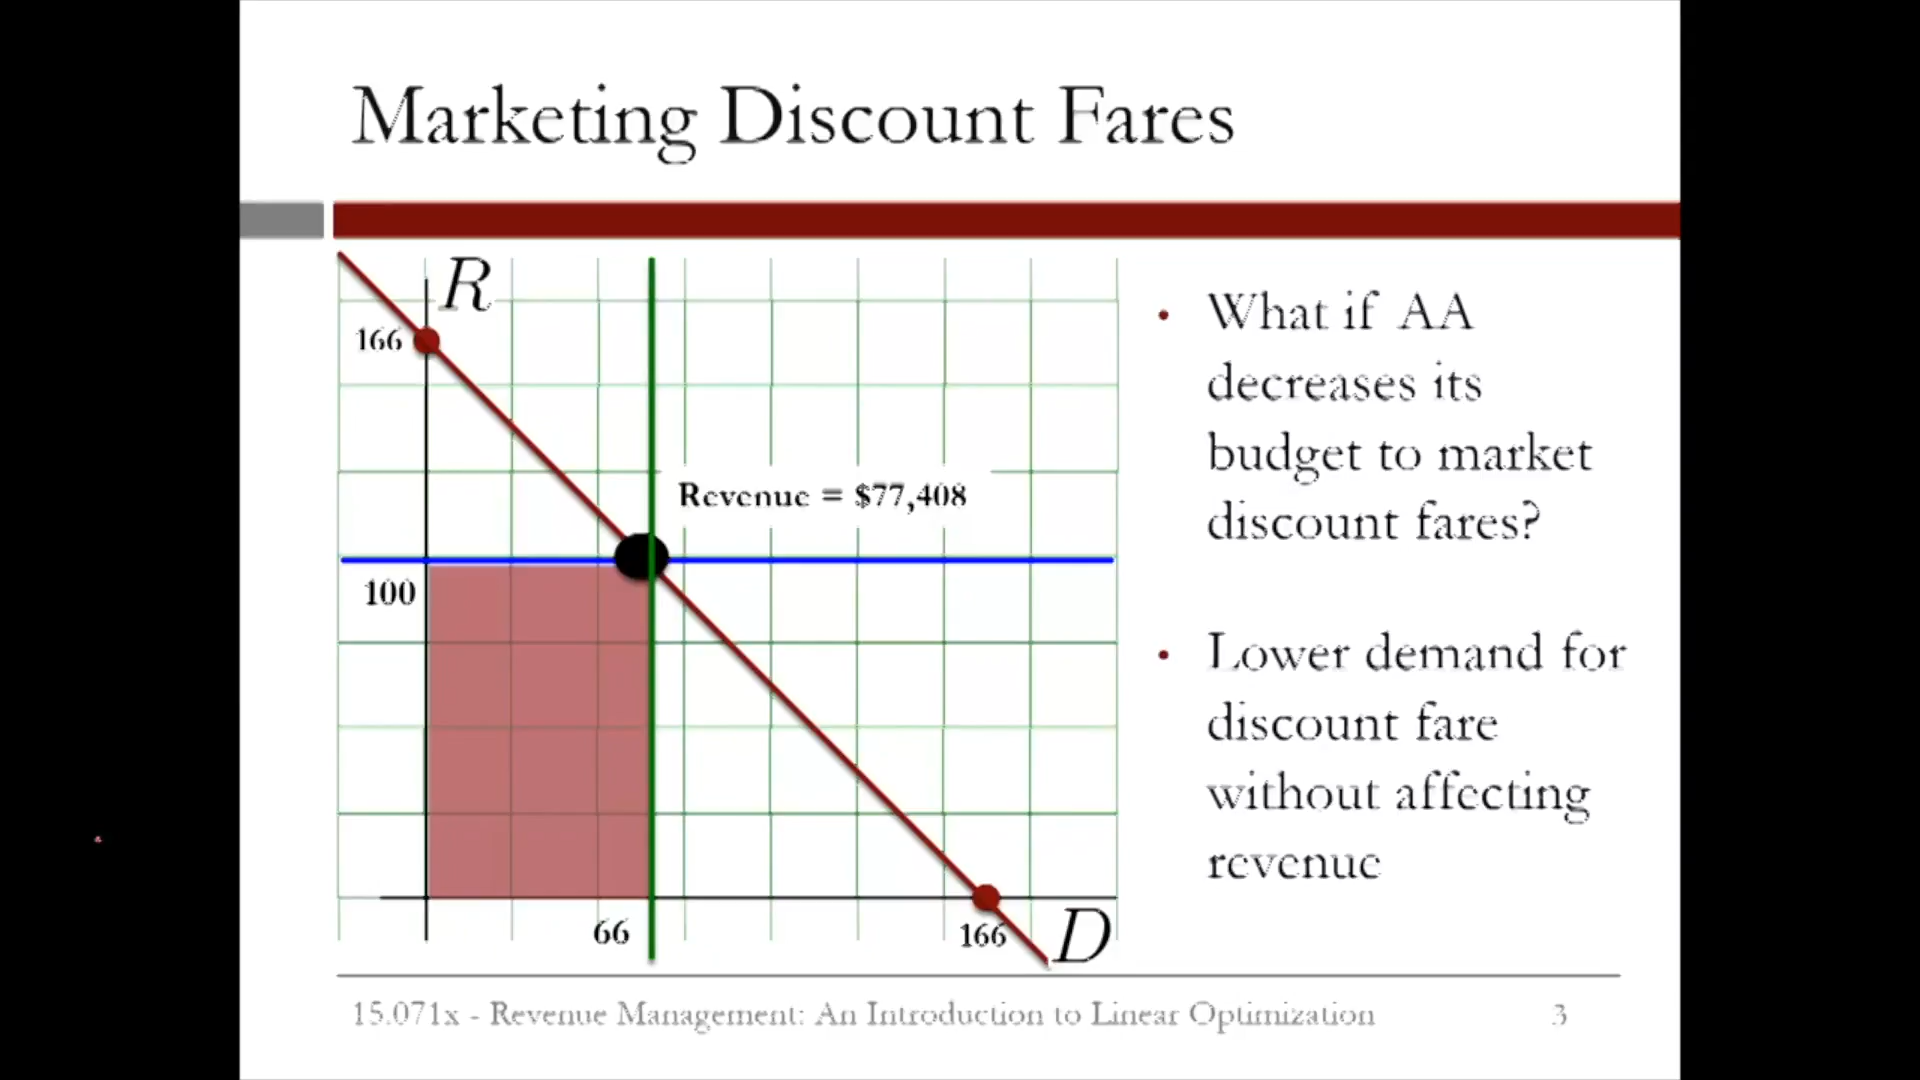 Marketing Discount Fares
R
166
Revenue = $77,408
100
66
166
D
• What if AA
decreases its
budget to market
discount fares?
• Lower demand for
discount fare
without affecting
revenue
15.071x - Revenue Management: An Introduction to Linear Optimization
3